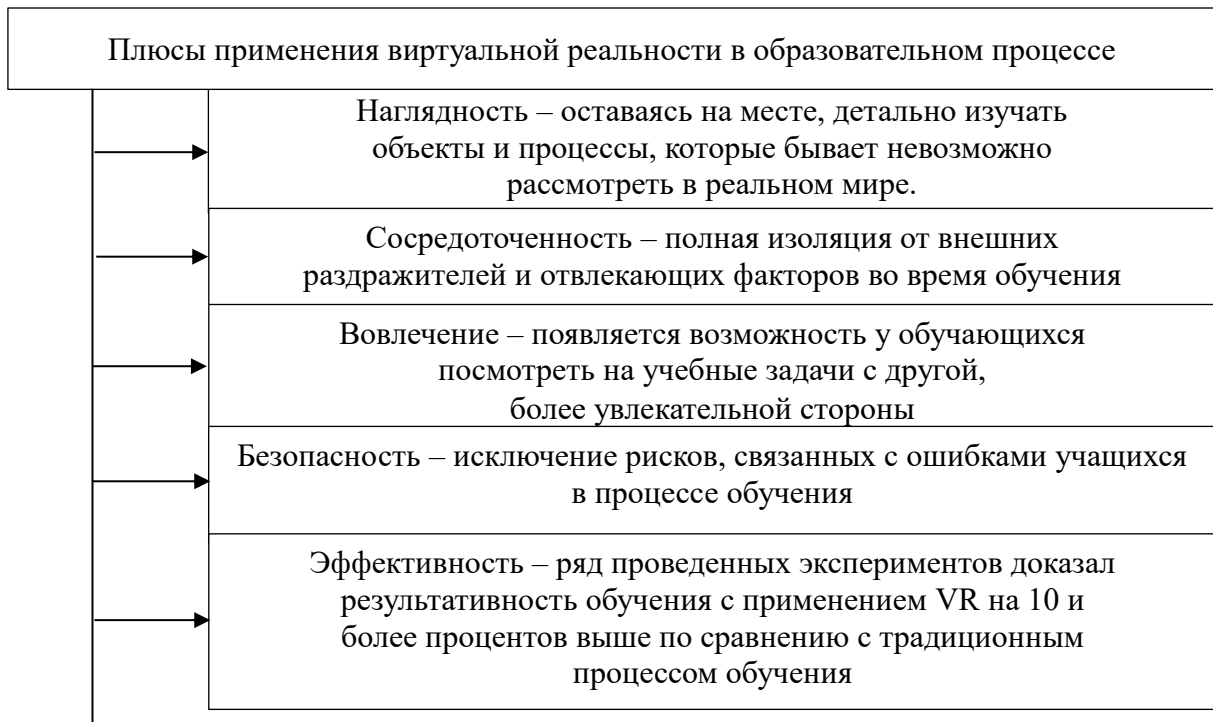 Плюсы применения виртуальной реальности в образовательном процессе
Наглядность – оставаясь на месте, детально изучать
объекты и процессы, которые бывает невозможно
рассмотреть в реальном мире.
Сосредоточенность – полная изоляция от внешних
раздражителей и отвлекающих факторов во время обучения
Вовлечение – появляется возможность у обучающихся
посмотреть на учебные задачи с другой,
более увлекательной стороны
Безопасность – исключение рисков, связанных с ошибками учащихся
в процессе обучения
Эффективность – ряд проведенных экспериментов доказал
результативность обучения с применением VR на 10 и
более процентов выше по сравнению с традиционным
процессом обучения